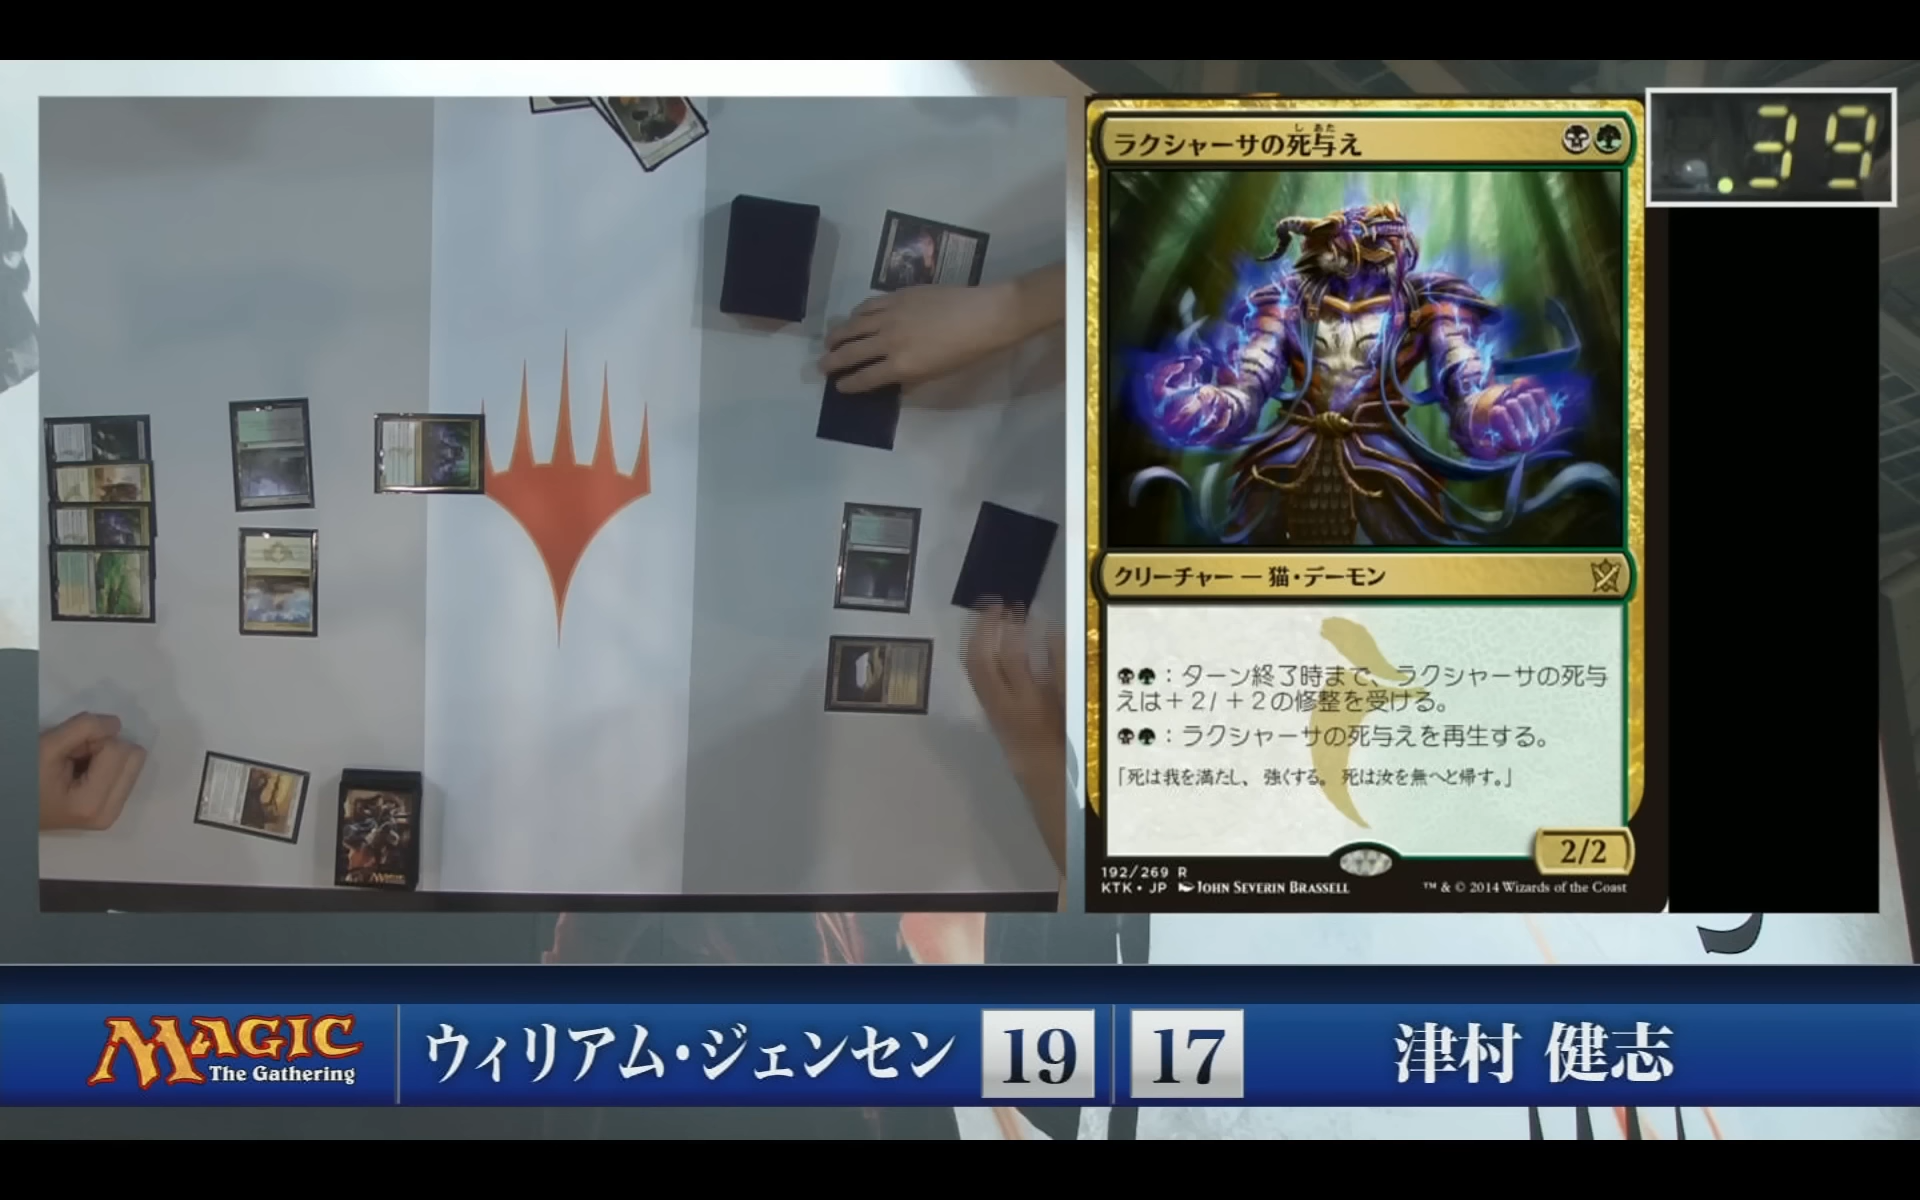 ラクシャーサの死与え
しあた
39
クリーチャー — 猫・デーモン
:ターン終了時まで、ラクシャーサの死与
えは+2/+2の修整を受ける。
:ラクシャーサの死与えを再生する。
「死は我を満たし、強くする。死は汝を無へと帰す。」
2/2
192/269 R
KTK • JP JOHN SEVERIN BRASSELL
™ & © 2014 Wizards of the Coast
MAGIC
The Gathering
ウィリアム・ジェンセン
19
17
津村 健志